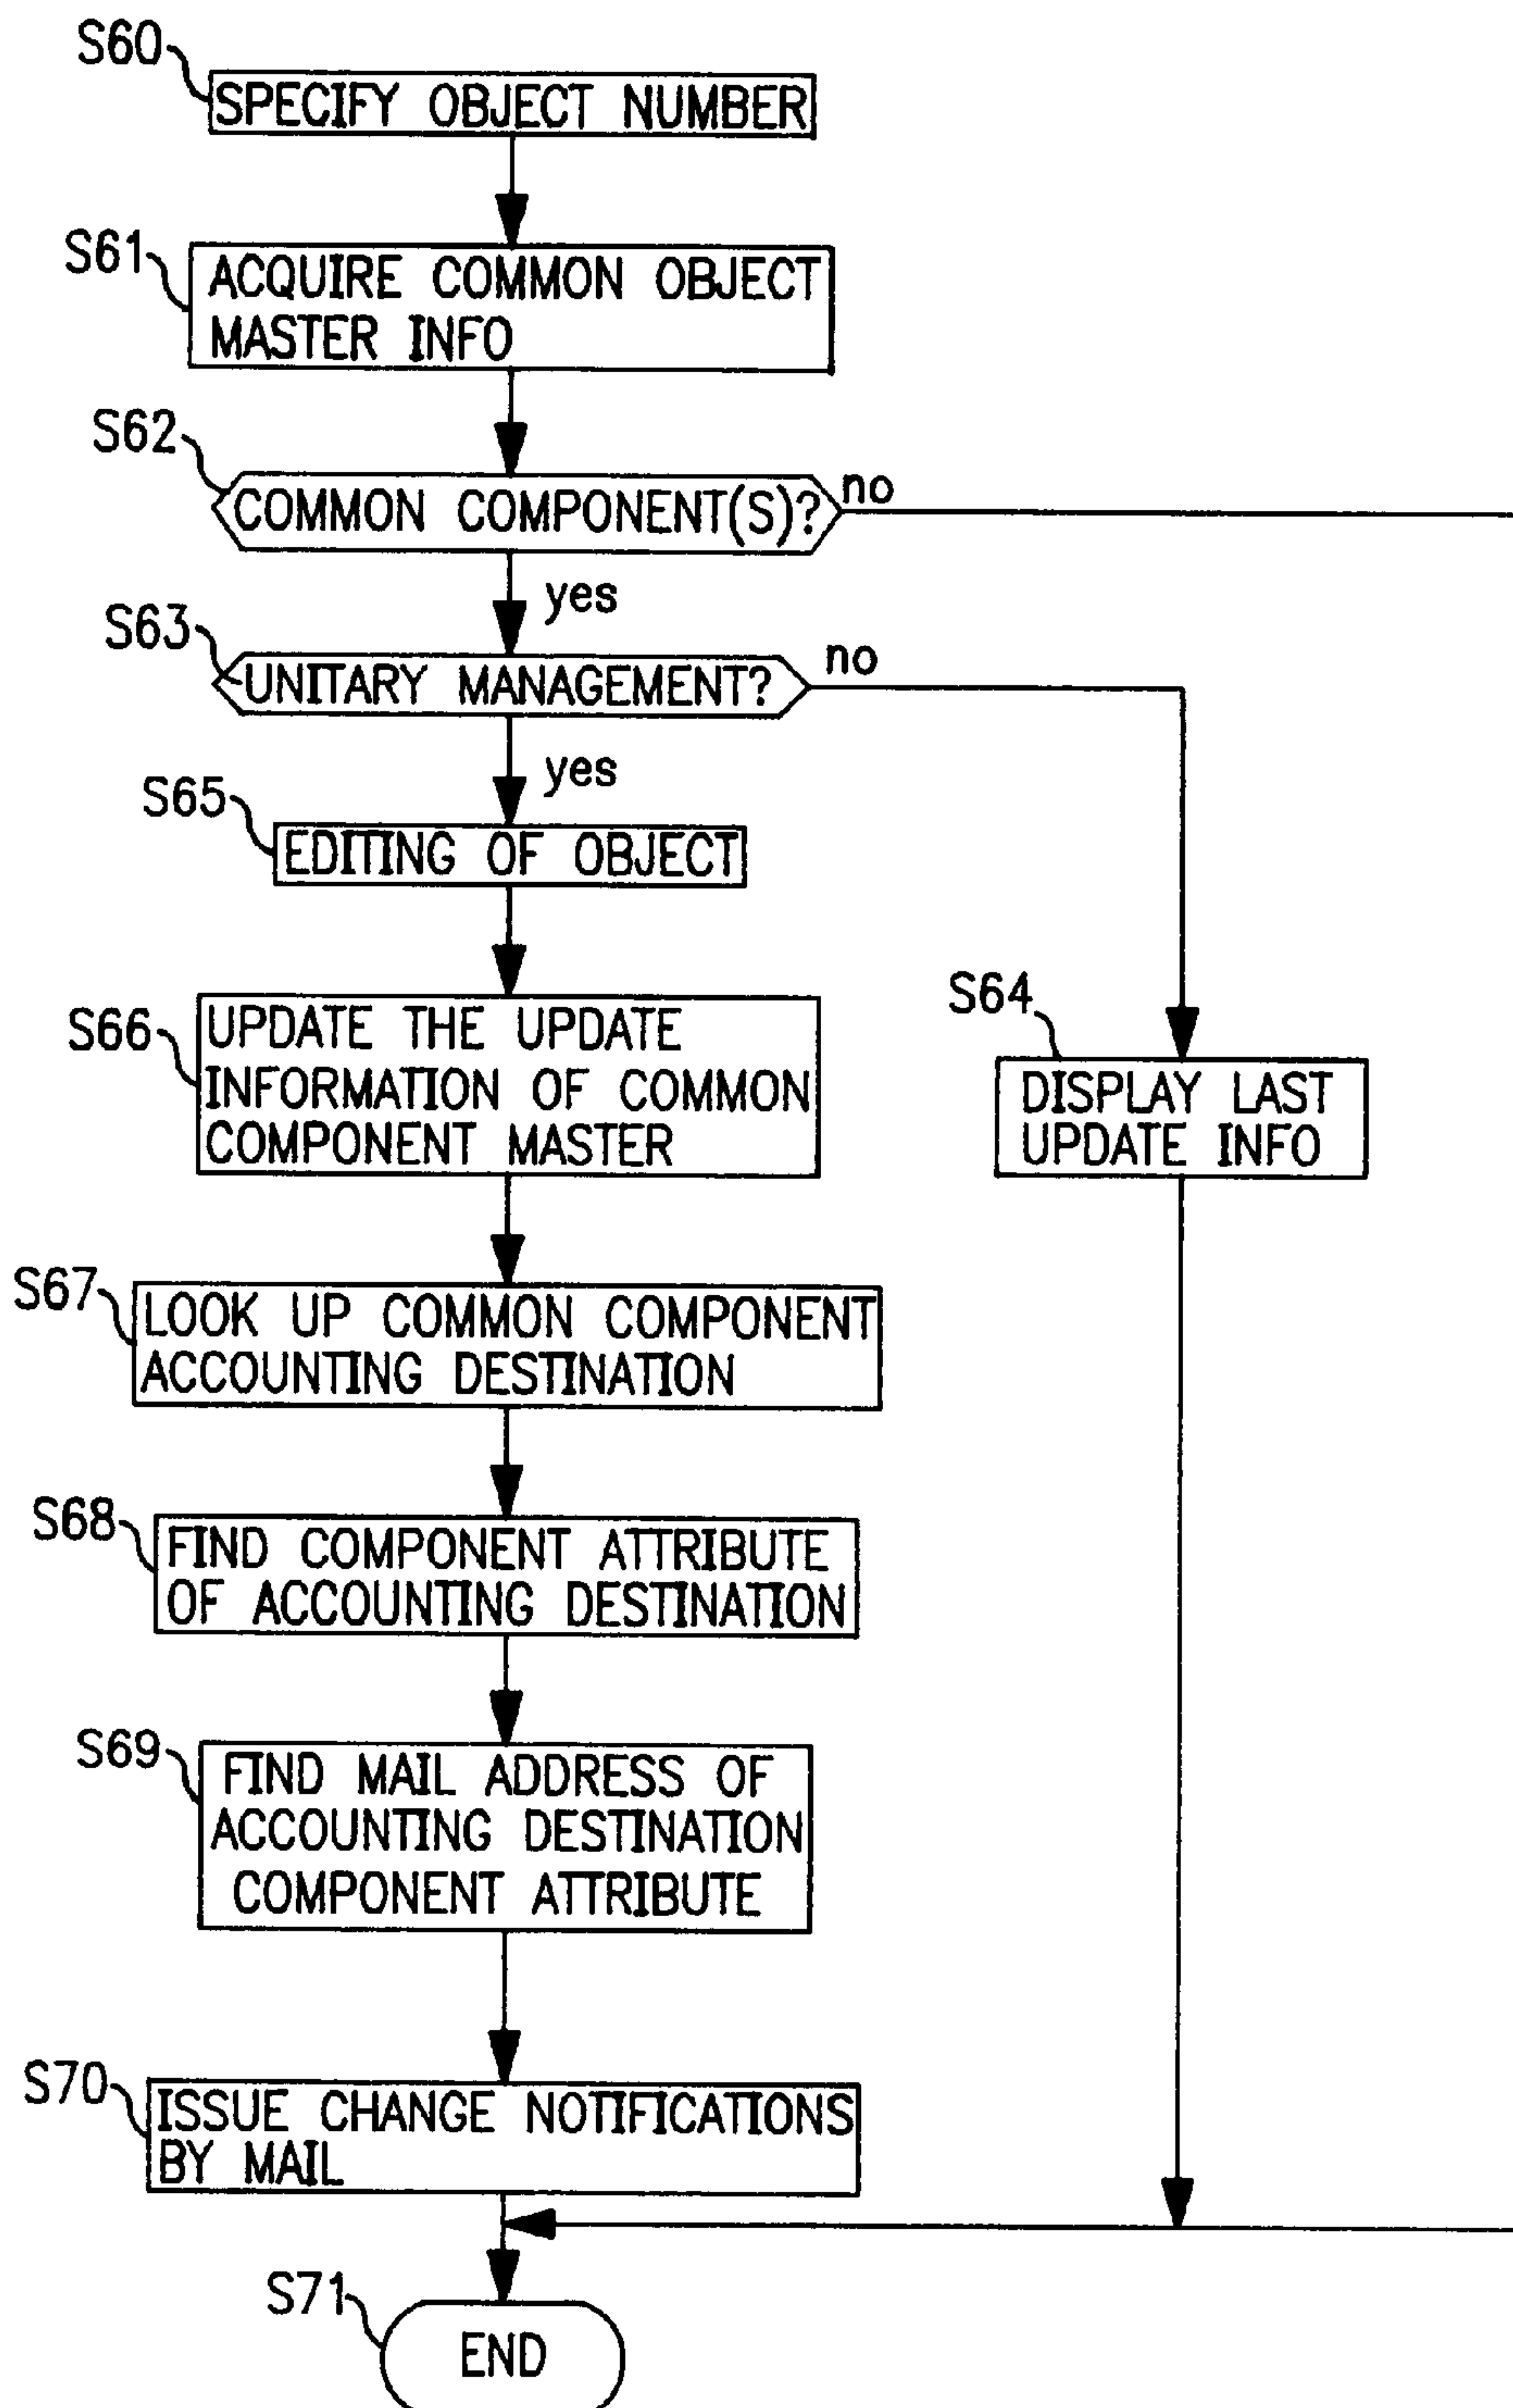 S60
SPECIFY OBJECT NUMBER
S61
ACQUIRE COMMON OBJECT
MASTER INFO
S62
COMMON COMPONENT(S)?
no
yes
S63
UNITARY MANAGEMENT?
no
yes
S65
EDITING OF OBJECT
S66
UPDATE THE UPDATE
INFORMATION OF COMMON
COMPONENT MASTER
S64
DISPLAY LAST
UPDATE INFO
S67
LOOK UP COMMON COMPONENT
ACCOUNTING DESTINATION
S68
FIND COMPONENT ATTRIBUTE
OF ACCOUNTING DESTINATION
S69
FIND MAIL ADDRESS OF
ACCOUNTING DESTINATION
COMPONENT ATTRIBUTE
S70
ISSUE CHANGE NOTIFICATIONS
BY MAIL
S71
END